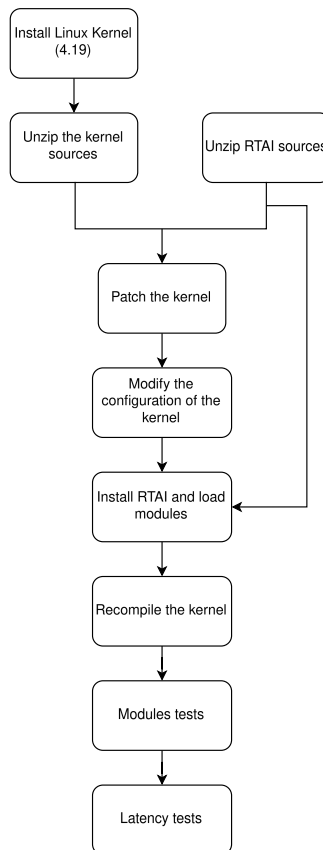 Install Linux Kernel
(4.19)
Unzip the kernel
sources
Unzip RTAI sources
Patch the kernel
Modify the
configuration of the
kernel
Install RTAI and load
modules
Recompile the kernel
Modules tests
Latency tests